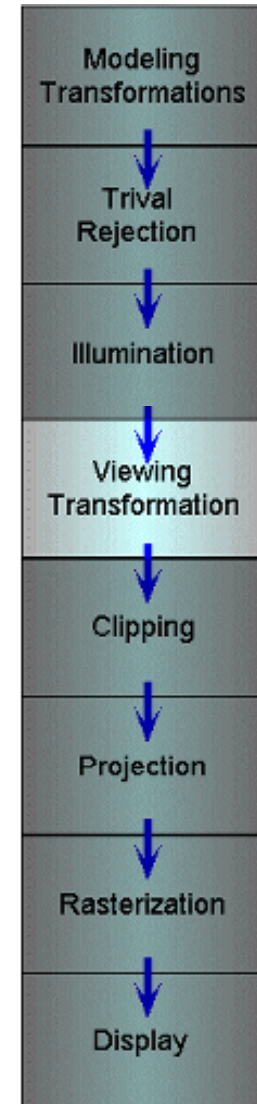 Modeling
Transformations
Trival
Rejection
Illumination
Viewing
Transformation
Clipping
Projection
Rasterization
Display